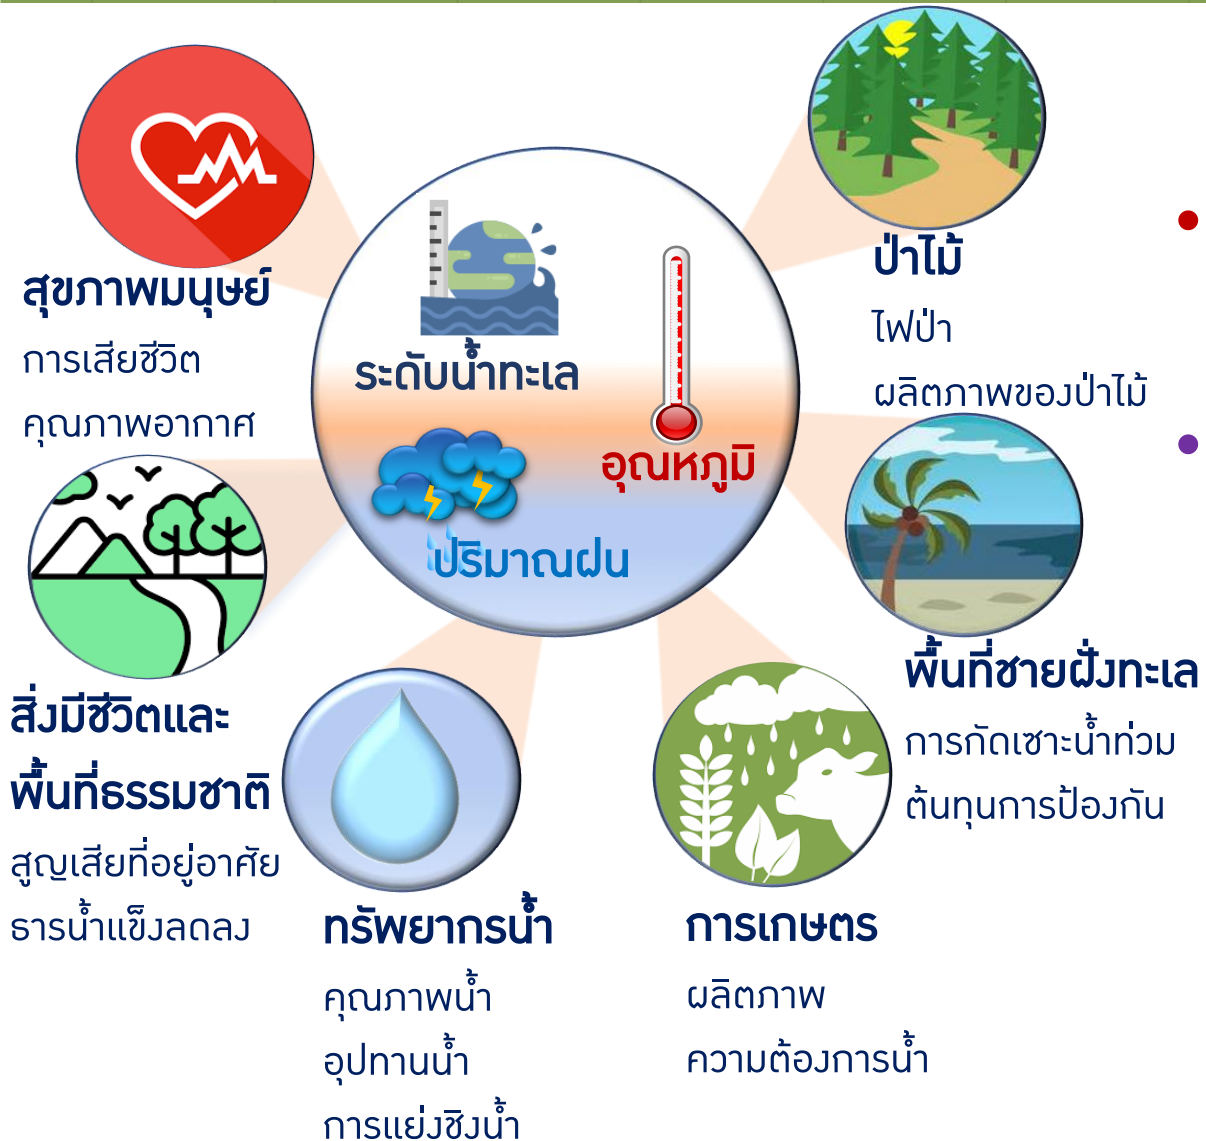 สุขภาพมนุษย์
การเสียชีวิต
คุณภาพอากาศ
ระดับน้ำทะเล
อุณหภูมิ
ปริมาณฝน
ป่าไม้
ไฟป่า
ผลิตภาพของป่าไม้
พื้นที่ชายฝั่งทะเล
การกัดเซาะน้ำท่วม
ต้นทุนการป้องกัน
สิ่งมีชีวิตและ
พื้นที่ธรรมชาติ
สูญเสียที่อยู่อาศัย
ธารน้ำแข็งลดลง
ทรัพยากรน้ำ
คุณภาพน้ำ
อุปทานน้ำ
การแย่งชิงน้ำ
การเกษตร
ผลิตภาพ
ความต้องการน้ำ